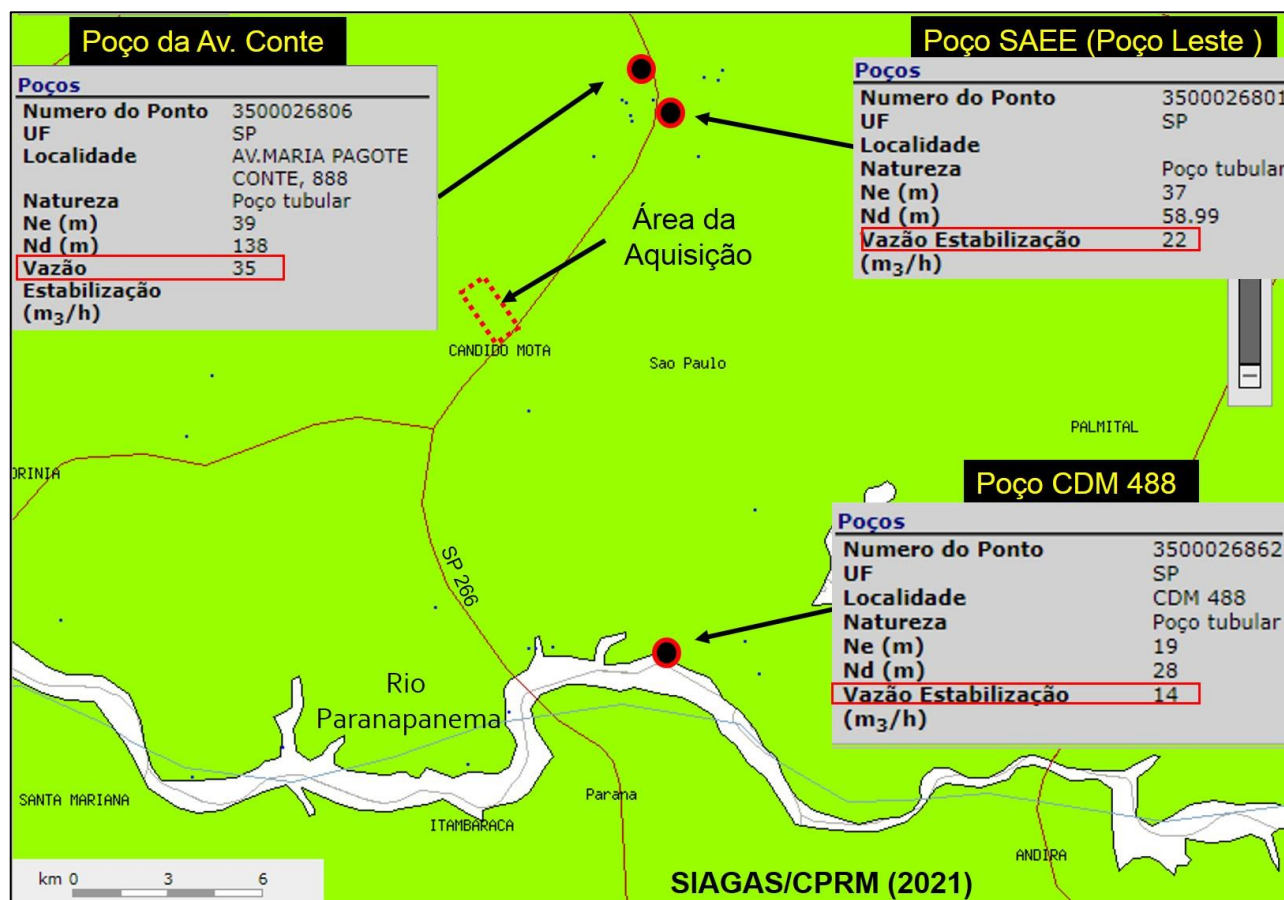 Poço da Av. Conte
Poços
Numero do Ponto 3500026806
UF SP
Localidade AV.MARIA PAGOTE
CONTE, 888
Natureza Poço tubular
Ne (m) 39
Nd (m) 138
Vazão 35
Estabilização
(m3/h)
Poço SAEE (Poço Leste )
Poços
Numero do Ponto 3500026801
UF SP
Localidade
Natureza Poço tubular
Ne (m) 37
Nd (m) 58.99
Vazão Estabilização 22
(m3/h)
Área da
Aquisição
CANDIDO MOTA
Sao Paulo
PALMITAL
ORINIA
Poço CDM 488
Poços
Numero do Ponto 3500026862
UF SP
Localidade CDM 488
Natureza Poço tubular
Ne (m) 19
Nd (m) 28
Vazão Estabilização 14
(m3/h)
SP 266
Rio
Paranapanema
SANTA MARIANA
Parana
ITAMBARACA
ANDIRA
km 0 3 6
SIAGAS/CPRM (2021)